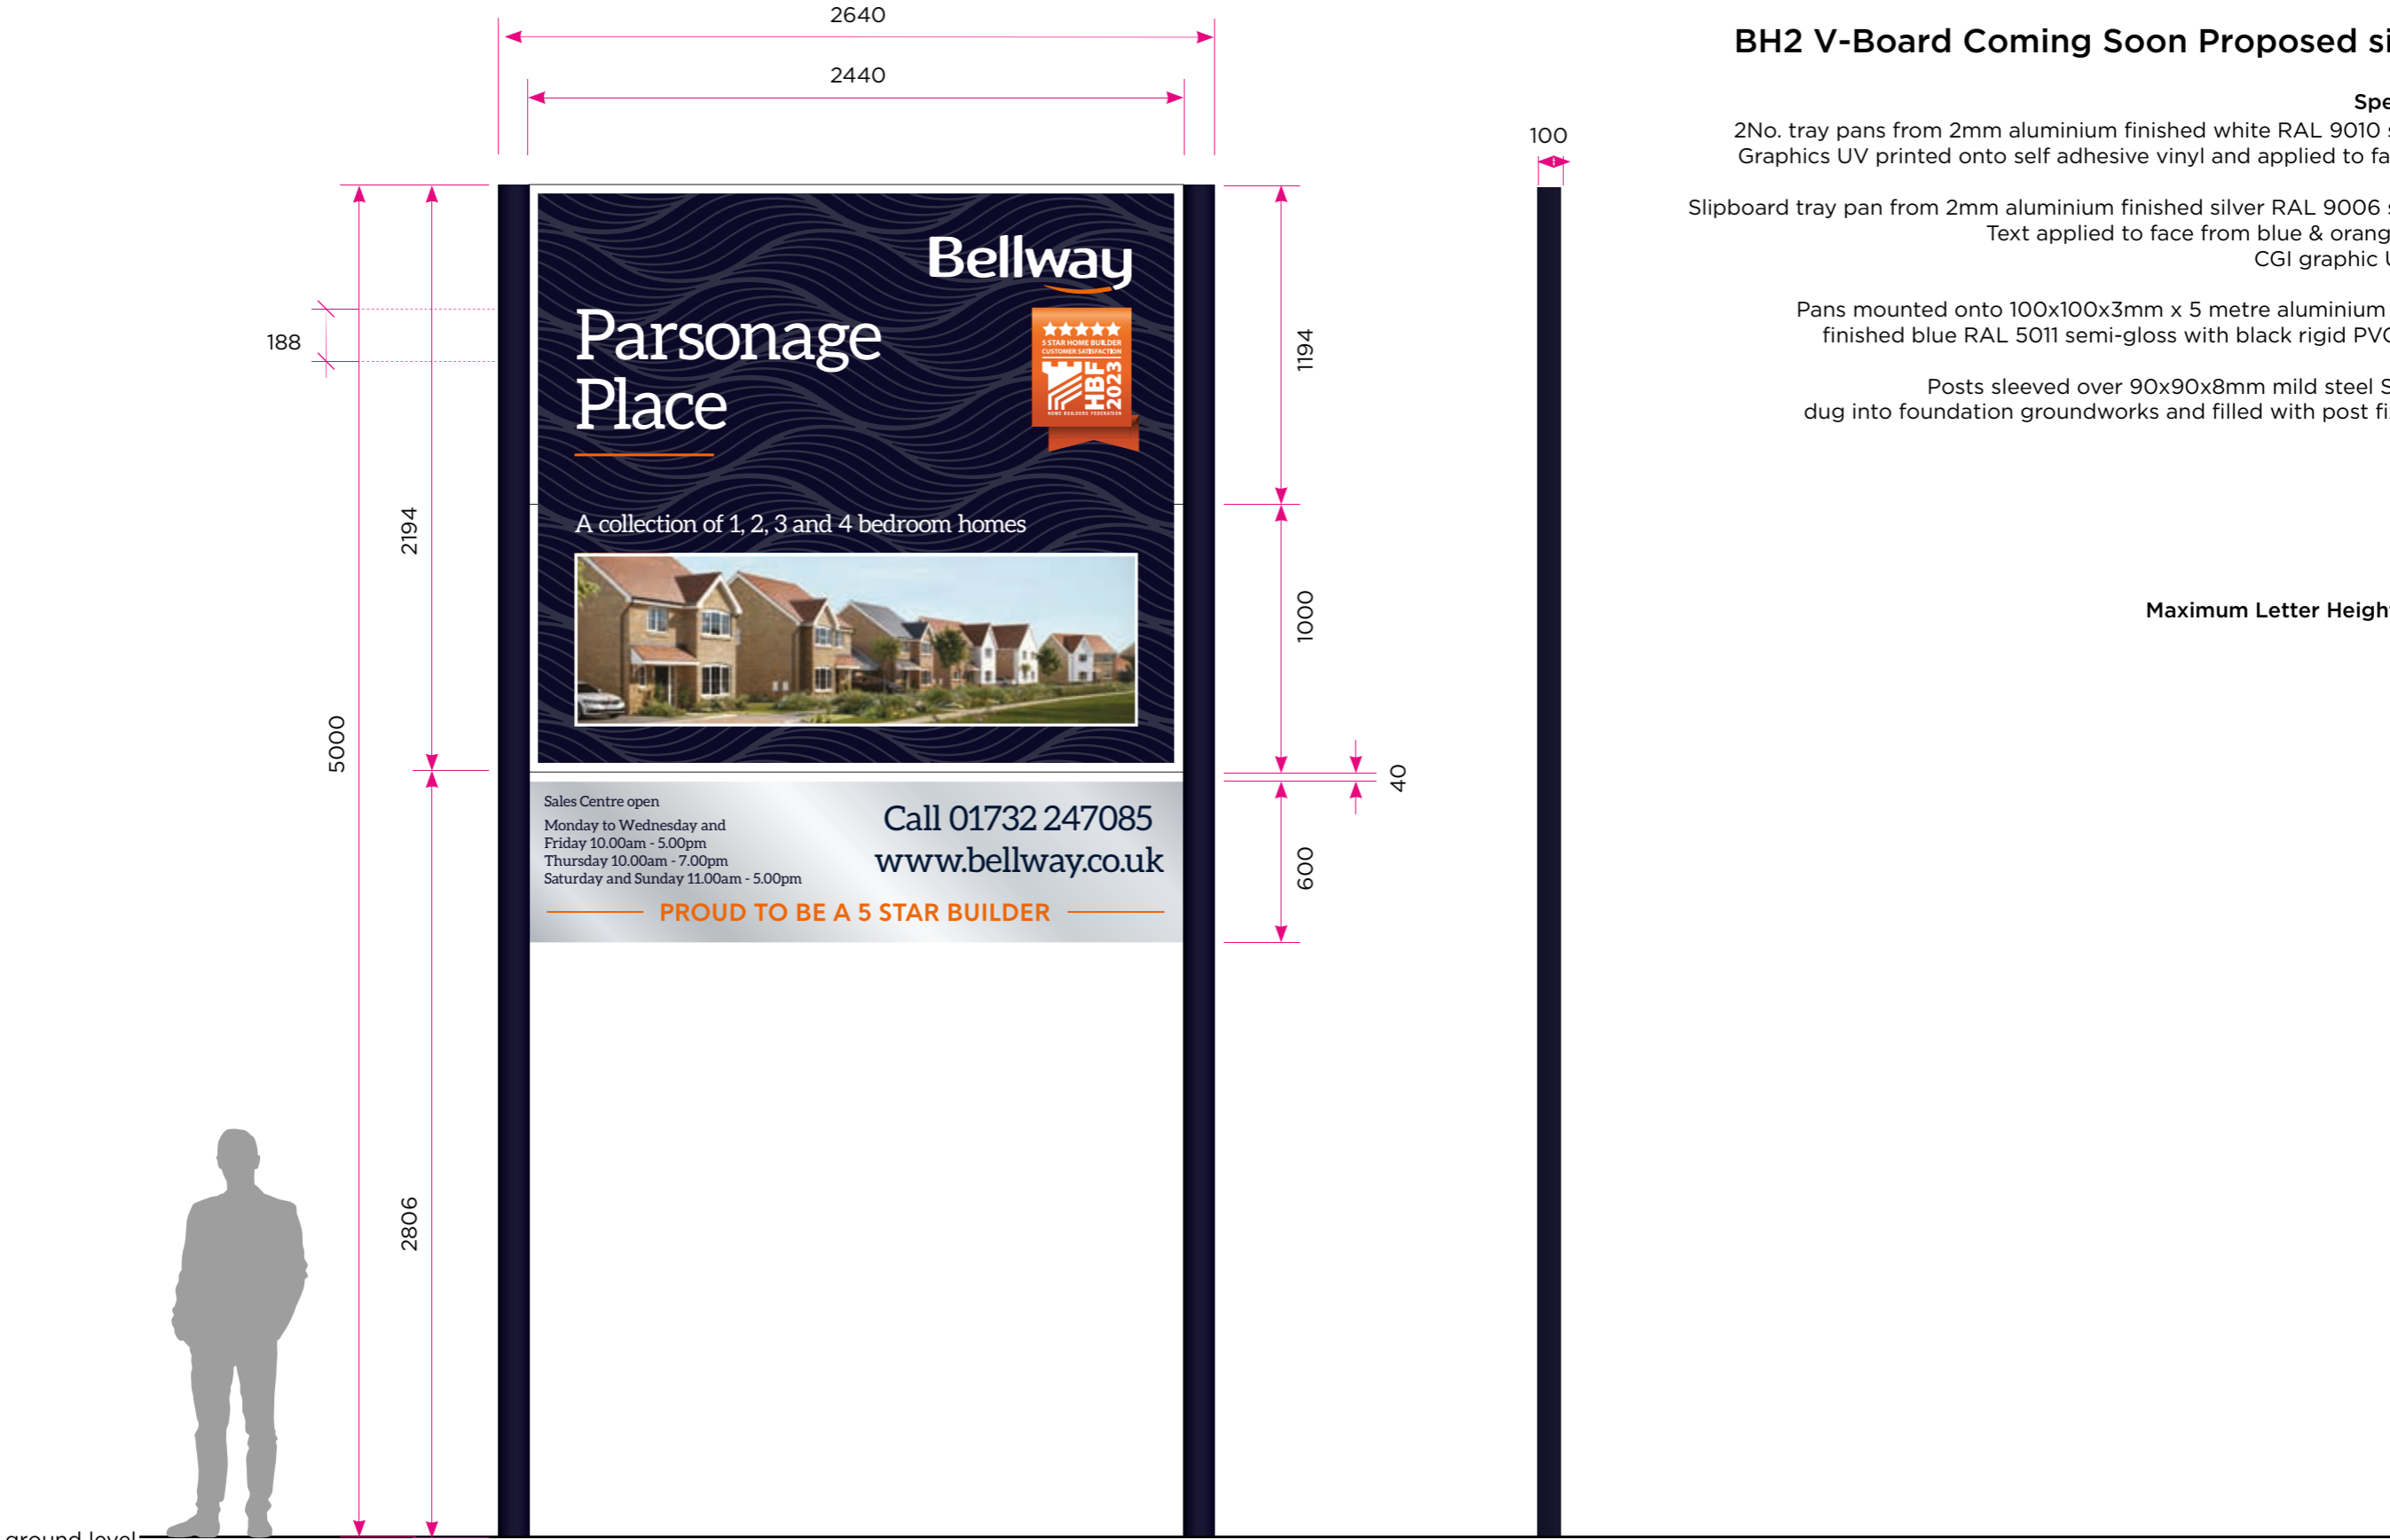 2640
2440
BH2 V-Board Coming Soon Proposed
100
2No. tray pans from 2mm aluminium finished white RAL 9010
Graphics UV printed onto self adhesive vinyl and applied to
Slipboard tray pan from 2mm aluminium finished silver RAL 9006
Text applied to face from blue &
CGI graphic
Pans mounted onto 100x100x3mm x 5 metre aluminium
finished blue RAL 5011 semi-gloss with black rigid
Posts sleeved over 90x90x8mm mild steel
dug into foundation groundworks and filled with post
Maximum Letter
188
2194
5000
2806
1194
1000
40
600
Bellway
Parsonage
Place
5 STAR HOME BUILDER
CUSTOMER SATISFACTION
HBF
2023
HOME BUILDERS FEDERATION
A collection of 1, 2, 3 and 4 bedroom homes
Sales Centre open
Monday to Wednesday and
Friday 10.00am - 5.00pm
Thursday 10.00am - 7.00pm
Saturday and Sunday 11.00am - 5.00pm
Call 01732 247085
www.bellway.co.uk
PROUD TO BE A 5 STAR BUILDER
ground level